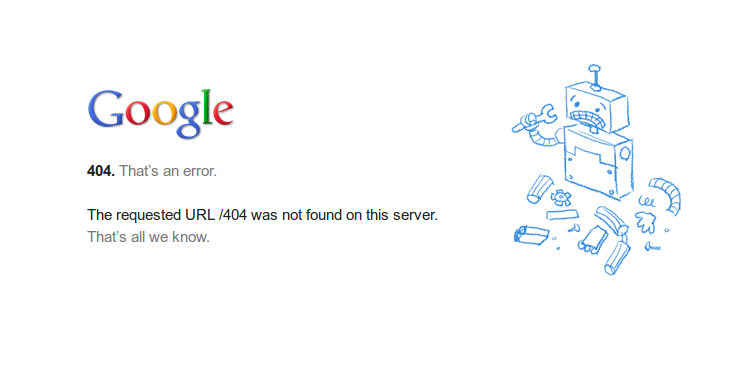 Google
404. That's an error.
The requested URL /404 was not found on this server.
That's all we know.